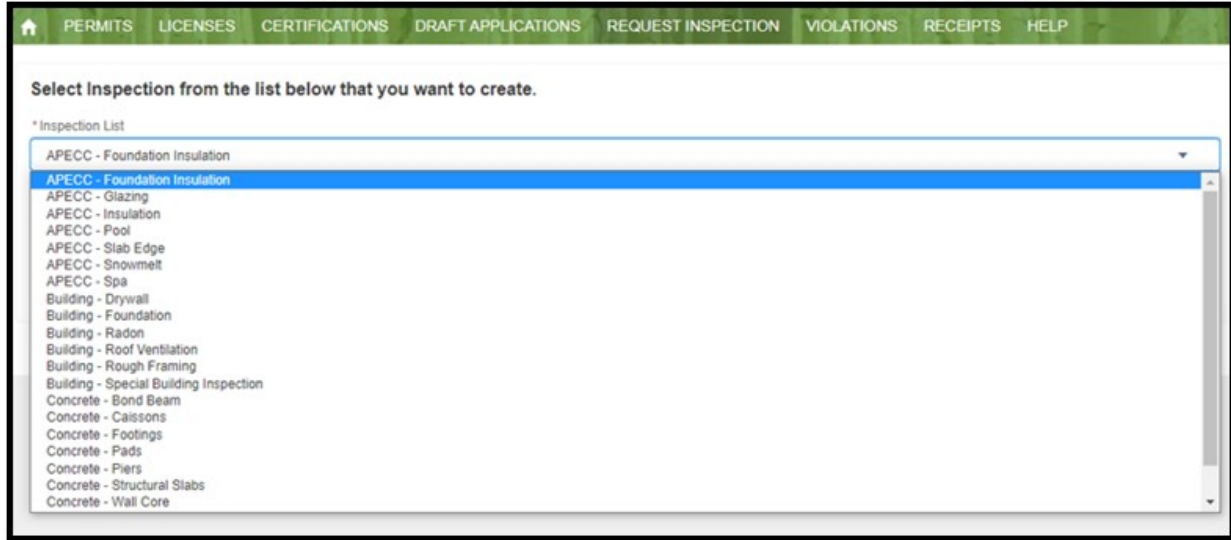 PERMITS LICENSES CERTIFICATIONS DRAFT APPLICATIONS REQUEST INSPECTION VIOLATIONS RECEIPTS HELP
Select Inspection from the list below that you want to create.
* Inspection List
APECC - Foundation Insulation
APECC - Foundation Insulation
APECC - Glazing
APECC - Insulation
APECC - Pool
APECC - Slab Edge
APECC - Snowmelt
APECC - Spa
Building - Drywall
Building - Foundation
Building - Radon
Building - Roof Ventilation
Building - Rough Framing
Building - Special Building Inspection
Concrete - Bond Beam
Concrete - Caissons
Concrete - Footings
Concrete - Pads
Concrete - Piers
Concrete - Structural Slabs
Concrete - Wall Core